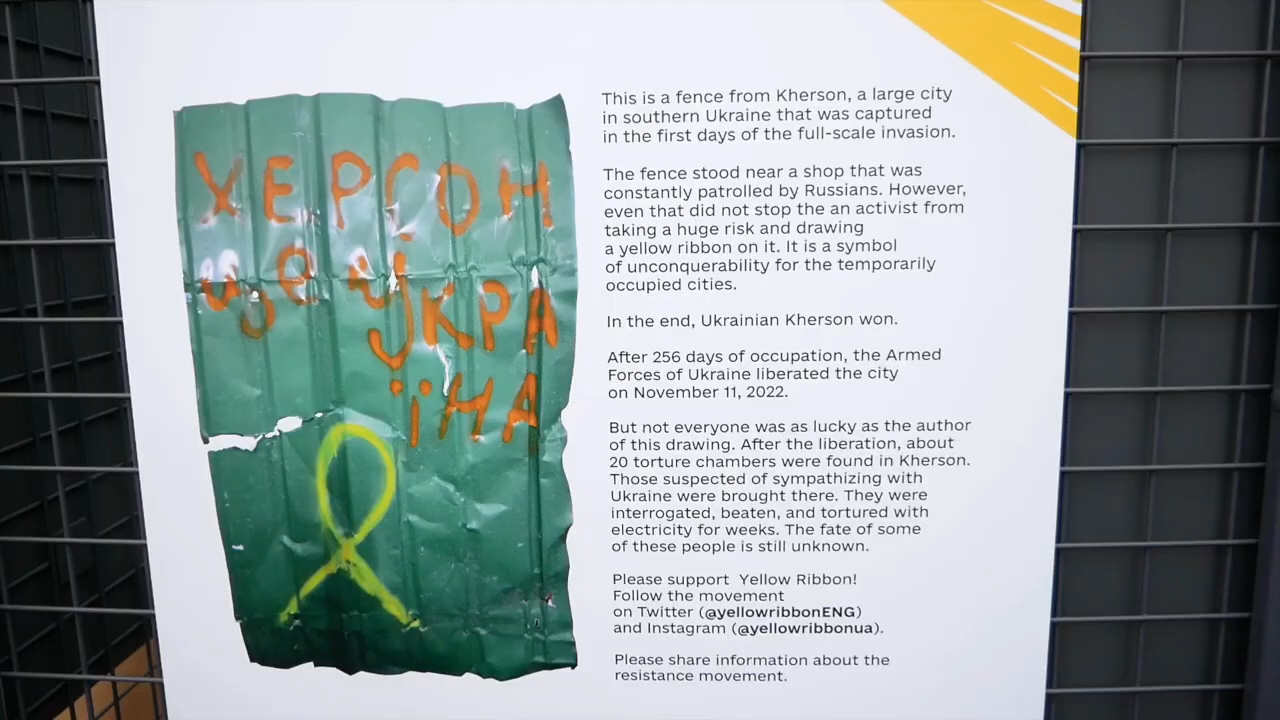 ХЕРСОН
це УКРА
їНА
This is a fence from Kherson, a large city
in southern Ukraine that was captured
in the first days of the full-scale invasion.
The fence stood near a shop that was
constantly patrolled by Russians. However,
even that did not stop the an activist from
taking a huge risk and drawing
a yellow ribbon on it. It is a symbol
of unconquerability for the temporarily
occupied cities.
In the end, Ukrainian Kherson won.
After 256 days of occupation, the Armed
Forces of Ukraine liberated the city
on November 11, 2022.
But not everyone was as lucky as the author
of this drawing. After the liberation, about
20 torture chambers were found in Kherson.
Those suspected of sympathizing with
Ukraine were brought there. They were
interrogated, beaten, and tortured with
electricity for weeks. The fate of some
of these people is still unknown.
Please support Yellow Ribbon!
Follow the movement
on Twitter (@yellowribbonENG)
and Instagram (@yellowribbonua).
Please share information about the
resistance movement.